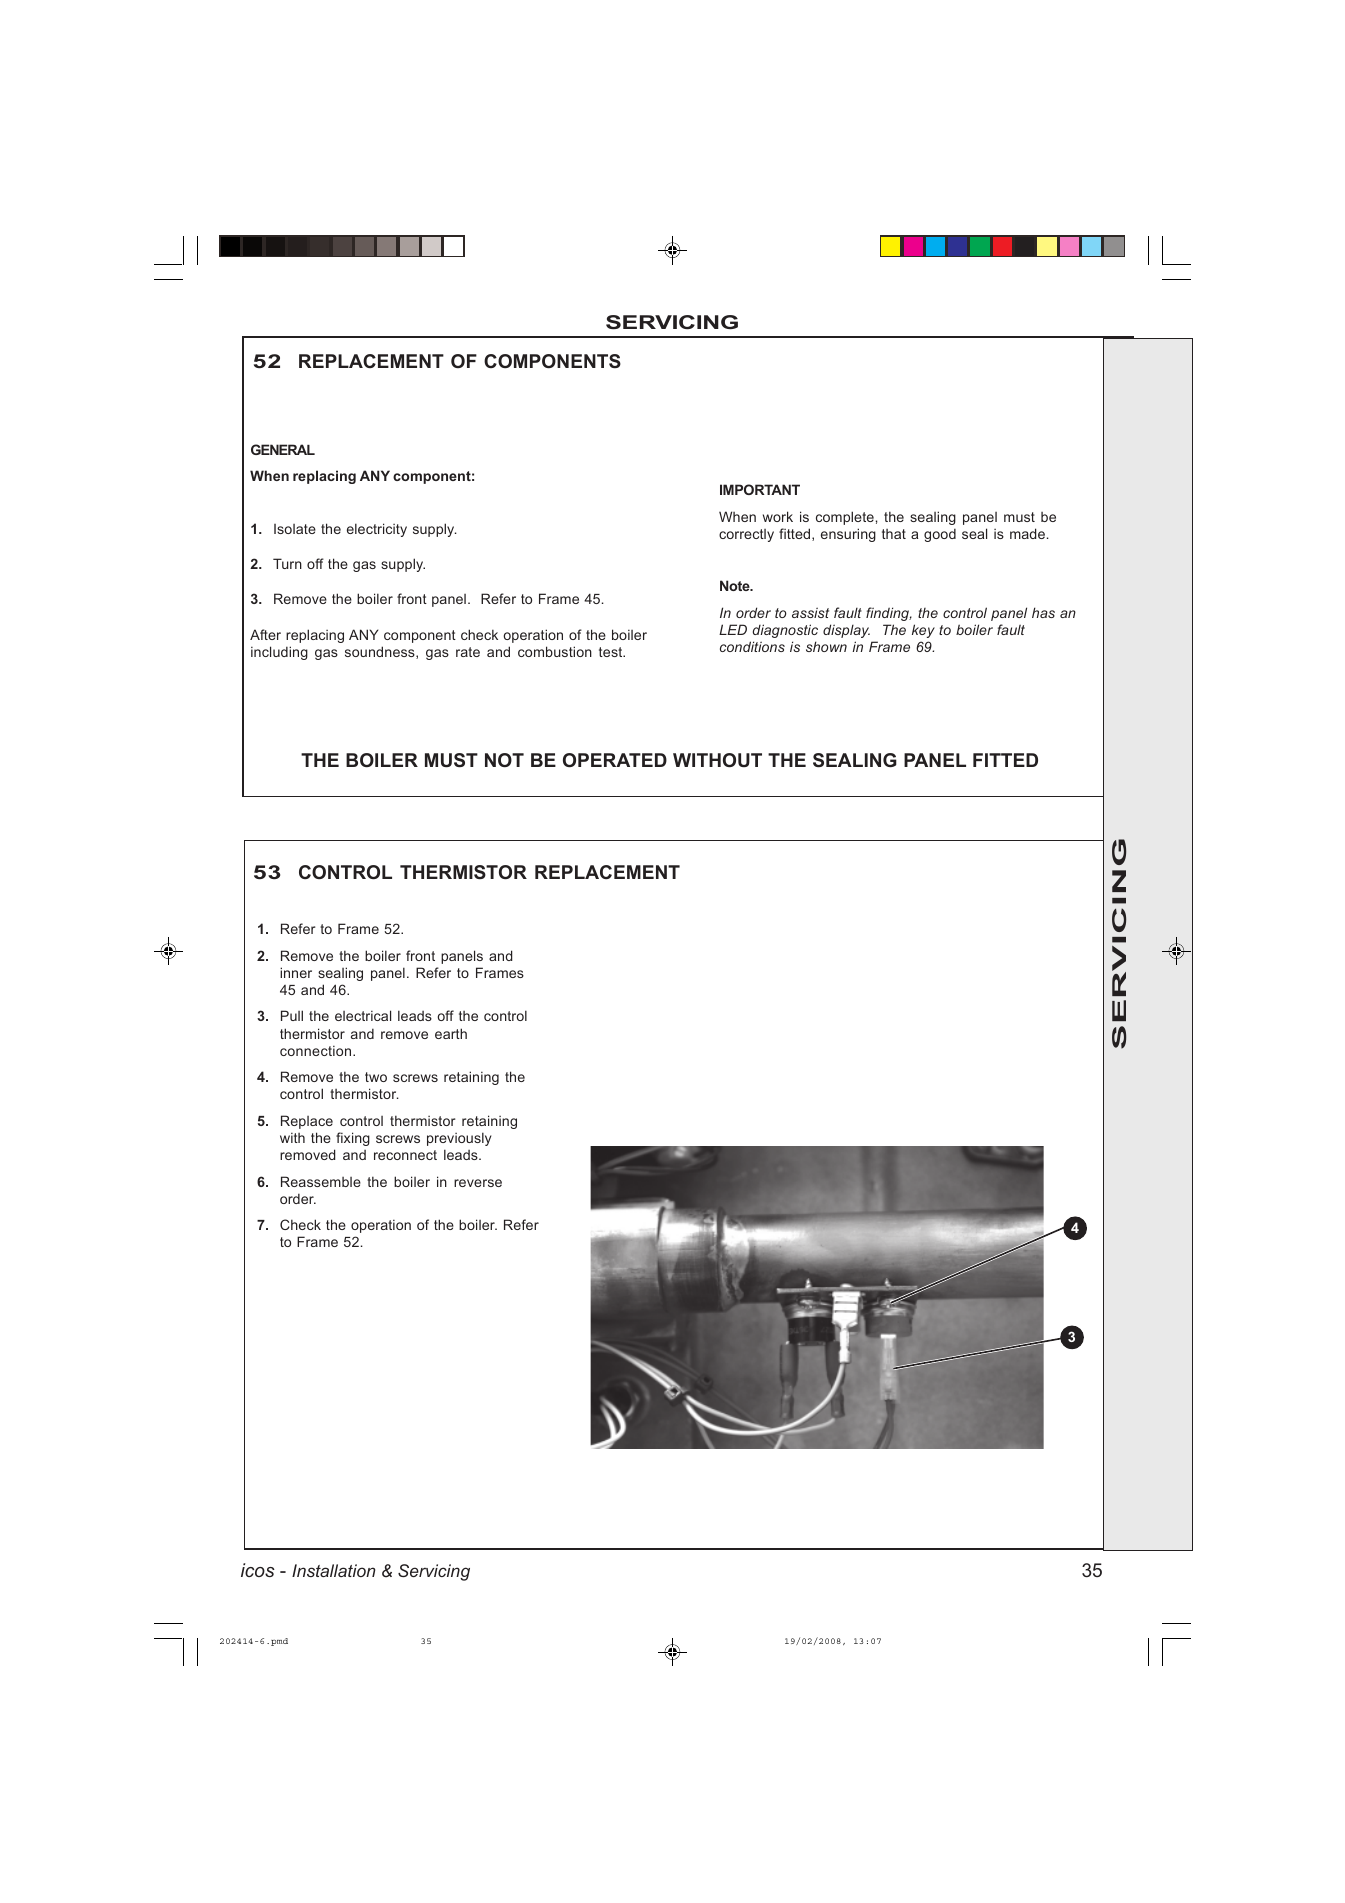 SERVICING
52 REPLACEMENT OF COMPONENTS
GENERAL
When replacing ANY component:
1. Isolate the electricity supply.
2. Turn off the gas supply.
3. Remove the boiler front panel. Refer to Frame 45.
After replacing ANY component check operation of the boiler
including gas soundness, gas rate and combustion test.
IMPORTANT
When work is complete, the sealing panel must be
correctly fitted, ensuring that a good seal is made.
Note.
In order to assist fault finding, the control panel has an
LED diagnostic display. The key to boiler fault
conditions is shown in Frame 69.
THE BOILER MUST NOT BE OPERATED WITHOUT THE SEALING PANEL FITTED
53 CONTROL THERMISTOR REPLACEMENT
1. Refer to Frame 52.
2. Remove the boiler front panels and
inner sealing panel. Refer to Frames
45 and 46.
3. Pull the electrical leads off the control
thermistor and remove earth
connection.
4. Remove the two screws retaining the
control thermistor.
5. Replace control thermistor retaining
with the fixing screws previously
removed and reconnect leads.
6. Reassemble the boiler in reverse
order.
7. Check the operation of the boiler. Refer
to Frame 52.
4
3
SERVICING
icos - Installation & Servicing
35
202414-6.pmd
35
19/02/2008, 13:07